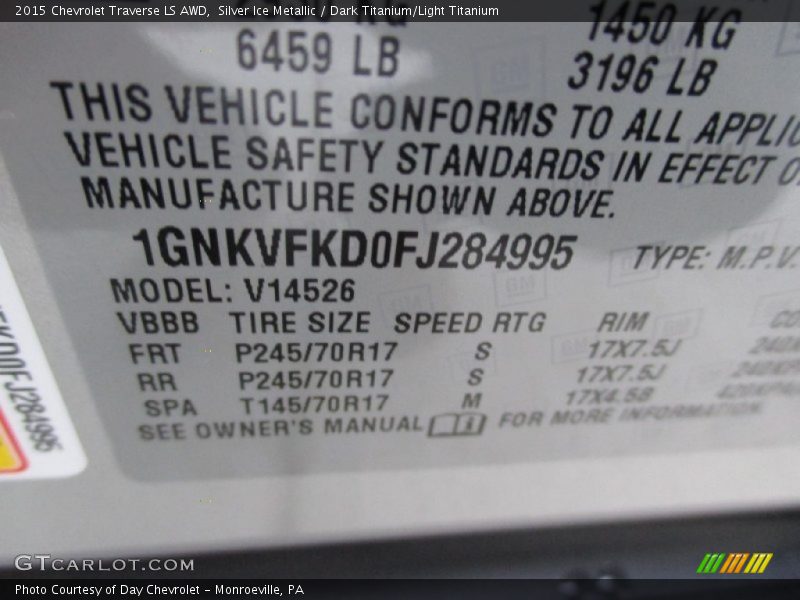 2015 Chevrolet Traverse LS AWD, Silver Ice Metallic / Dark Titanium/Light Titanium
1450 KG
6459 LB
3196 LB
THIS VEHICLE CONFORMS TO ALL APPLIC
VEHICLE SAFETY STANDARDS IN EFFECT O
MANUFACTURE SHOWN ABOVE.
1GNKVFKD0FJ284995 TYPE: M.P.V.
MODEL: V14526
VBBB TIRE SIZE SPEED RTG RIM CO
FRT P245/70R17 S 17X7.5J
RR P245/70R17 S 17X7.5J
SPA T145/70R17 M 17X4.5B
SEE OWNER'S MANUAL FOR MORE INFORMATION
GTCARLOT.COM
Photo Courtesy of Day Chevrolet – Monroeville, PA